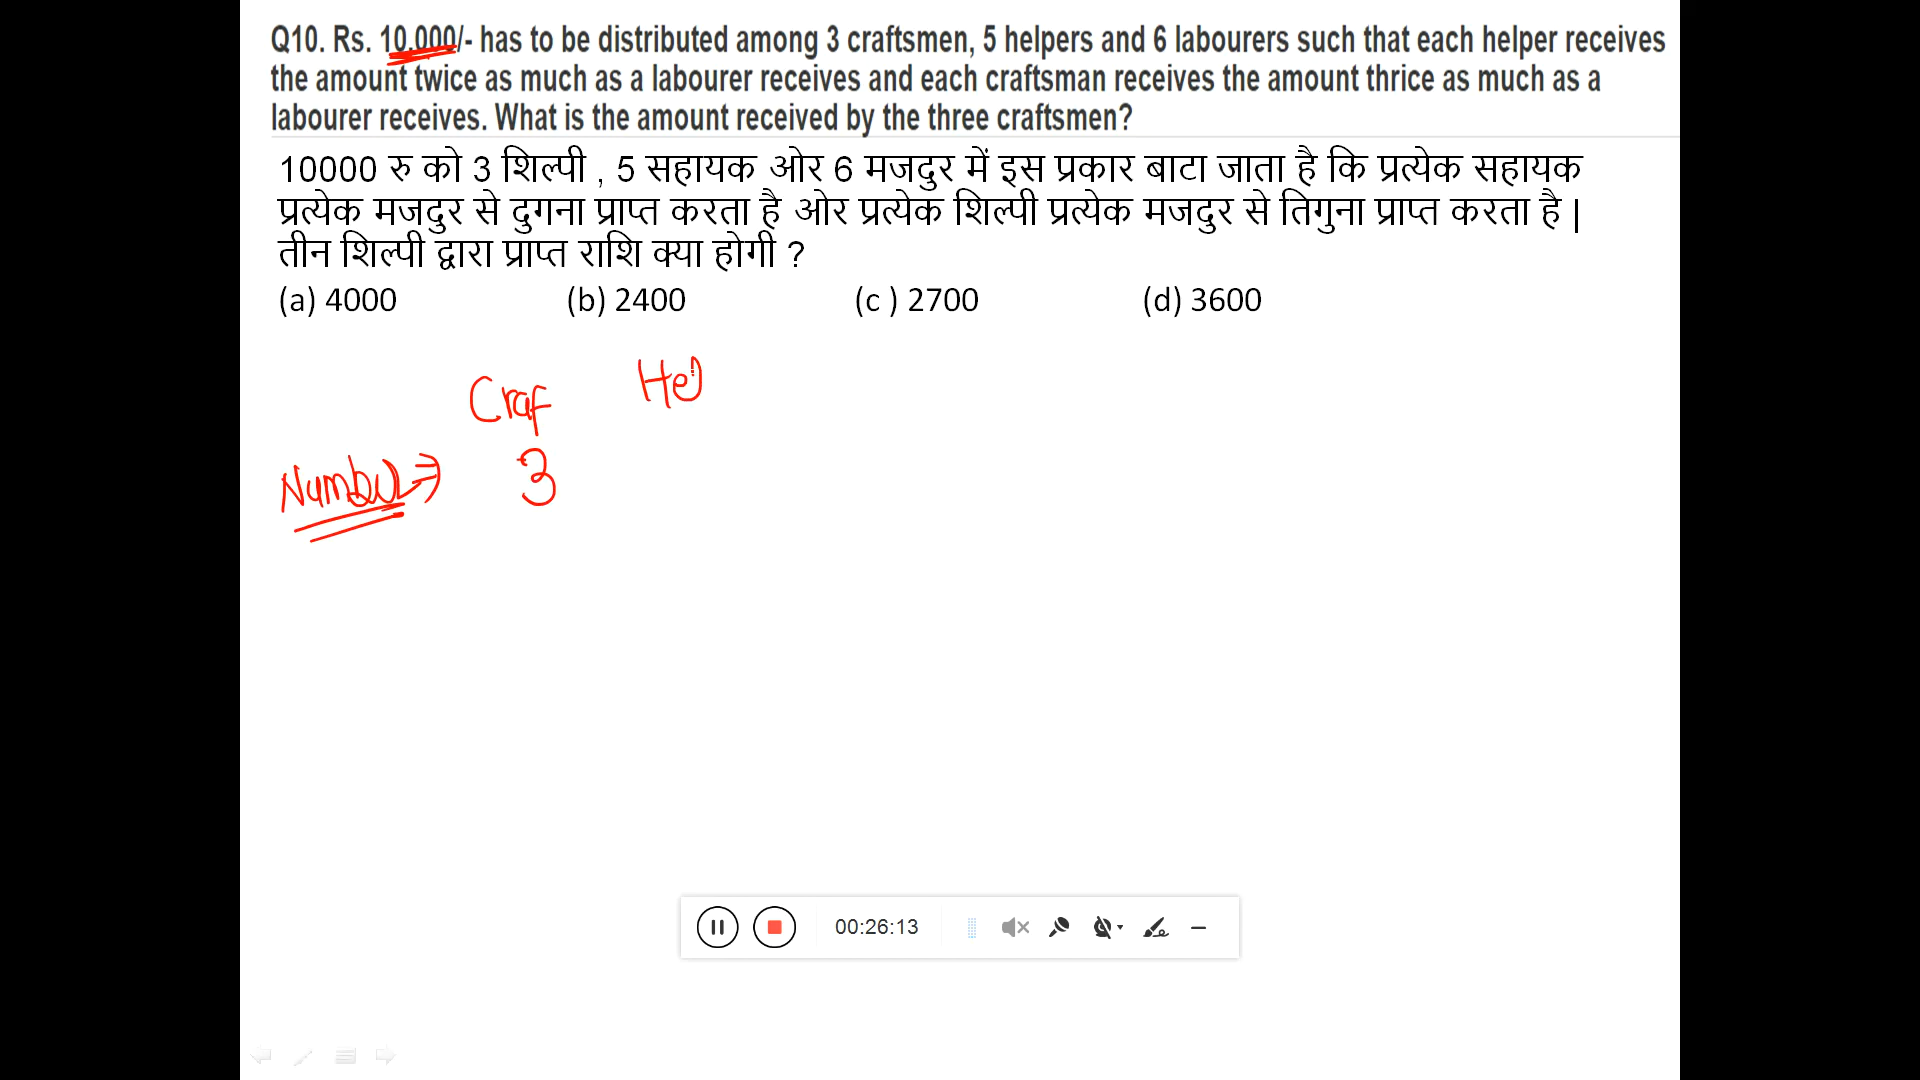 Q10. Rs. 10,000/- has to be distributed among 3 craftsmen, 5 helpers and 6 labourers such that each helper receives
the amount twice as much as a labourer receives and each craftsman receives the amount thrice as much as a
labourer receives. What is the amount received by the three craftsmen?
10000 रु को 3 शिल्पी , 5 सहायक ओर 6 मजदुर में इस प्रकार बाटा जाता है कि प्रत्येक सहायक
प्रत्येक मजदुर से दुगना प्राप्त करता है ओर प्रत्येक शिल्पी प्रत्येक मजदुर से तिगुना प्राप्त करता है |
तीन शिल्पी द्वारा प्राप्त राशि क्या होगी ?
(a) 4000 (b) 2400 (c ) 2700 (d) 3600
Craf He
3
00:26:13